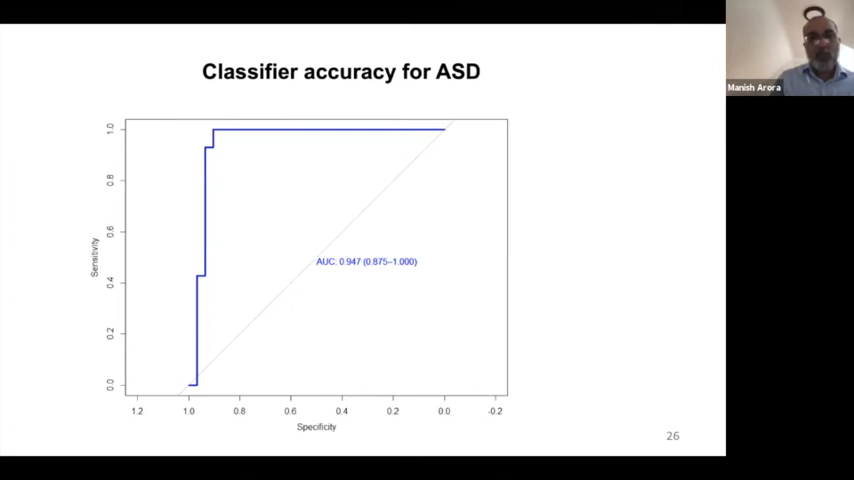 Classifier accuracy for ASD
Manish Arora
1.0
0.8
0.6
0.4
0.2
0.0
Sensitivity
AUC: 0.947 (0.875–1.000)
1.2 1.0 0.8 0.6 0.4 0.2 0.0 -0.2
Specificity
26